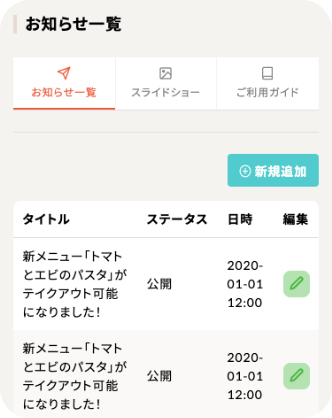 お知らせ一覧
お知らせ一覧
スライドショー
ご利用ガイド
新規追加
タイトル ステータス 日時 編集
新メニュー「トマト
とエビのパスタ」が
テイクアウト可能
になりました!
公開
2020-
01-01
12:00
新メニュー「トマト
とエビのパスタ」が
テイクアウト可能
になりました!
公開
2020-
01-01
12:00